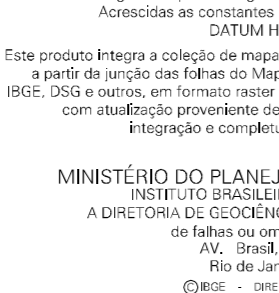 Acrescidas as constantes
DATUM H
Este produto integra a coleção de mapa
a partir da junção das folhas do Map
IBGE, DSG e outros, em formato raster
com atualização proveniente de
integração e completu
MINISTÉRIO DO PLANEJ
INSTITUTO BRASILEI
A DIRETORIA DE GEOCIÊNC
de falhas ou om
AV. Brasil,
Rio de Jar
© IBGE - DIRE